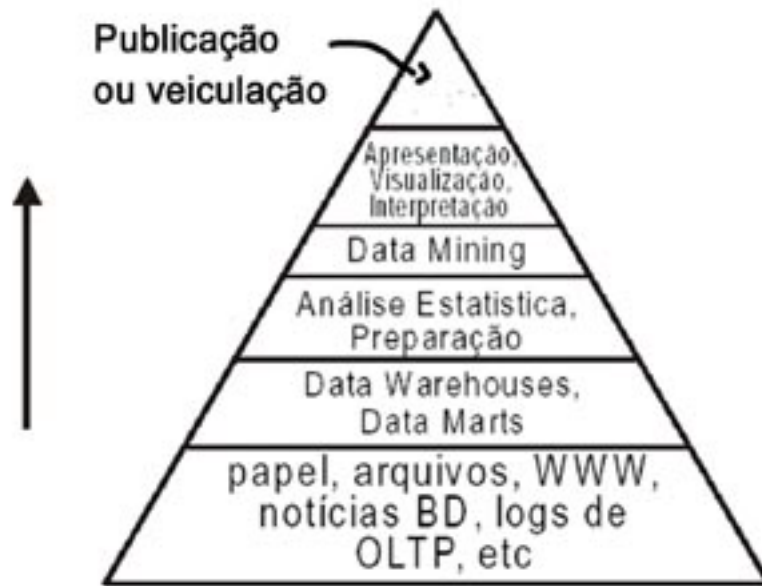 Publicação
ou veiculação
Apresentação,
Visualização,
Interpretação
Data Mining
Análise Estatistica,
Preparação
Data Warehouses,
Data Marts
papel, arquivos, WWW,
notícias BD, logs de
OLTP, etc